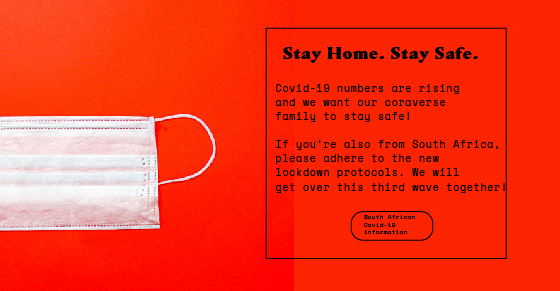 Stay Home. Stay Safe.
Covid-19 numbers are rising
and we want our coraverse
family to stay safe!
If you're also from South Africa,
please adhere to the new
lockdown protocols. We will
get over this third wave together!
South African
Covid-19
information